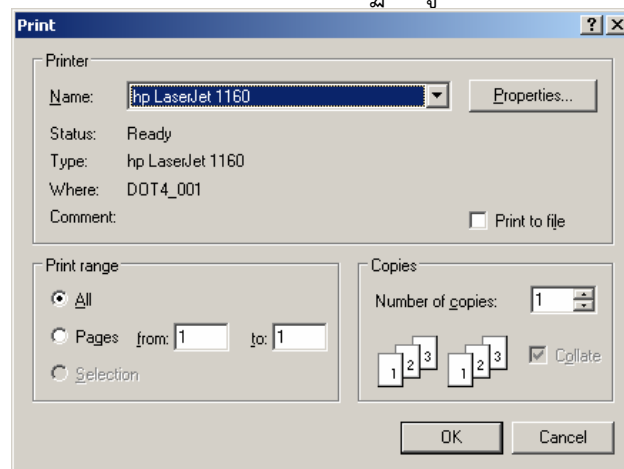 Print
Printer
Name: hp LaserJet 1160 Properties...
Status: Ready
Type: hp LaserJet 1160
Where: DOT4_001
Comment: Print to file
Print range
All
Pages from: 1 to: 1
Selection
Copies
Number of copies: 1
1 2 3 1 2 3 Collate
OK Cancel